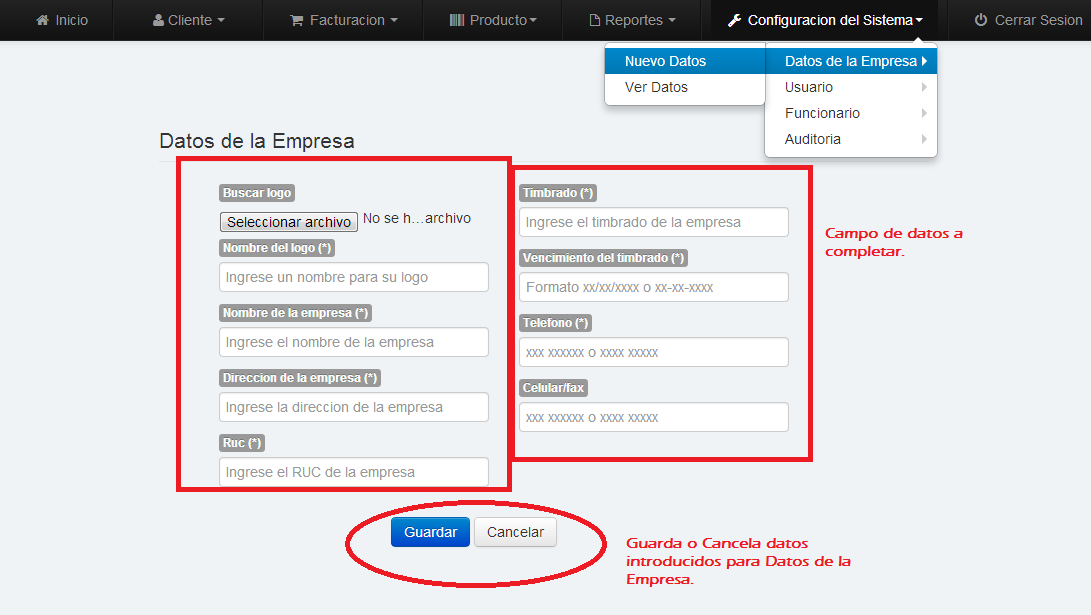 Inicio
Cliente
Facturacion
Producto
Reportes
Configuracion del Sistema
Cerrar Sesion
Nuevo Datos
Ver Datos
Datos de la Empresa
Usuario
Funcionario
Auditoria
Datos de la Empresa
Buscar logo
Seleccionar archivo No se h...archivo
Nombre del logo (*)
Ingrese un nombre para su logo
Nombre de la empresa (*)
Ingrese el nombre de la empresa
Direccion de la empresa (*)
Ingrese la direccion de la empresa
Ruc (*)
Ingrese el RUC de la empresa
Timbrado (*)
Ingrese el timbrado de la empresa
Vencimiento del timbrado (*)
Formato xx/xx/xxxx o xx-xx-xxxx
Telefono (*)
xxx xxxxxx o xxxx xxxxx
Celular/fax
xxx xxxxxx o xxxx xxxxx
Campo de datos a
completar.
Guardar
Cancelar
Guarda o Cancela datos
introducidos para Datos de la
Empresa.